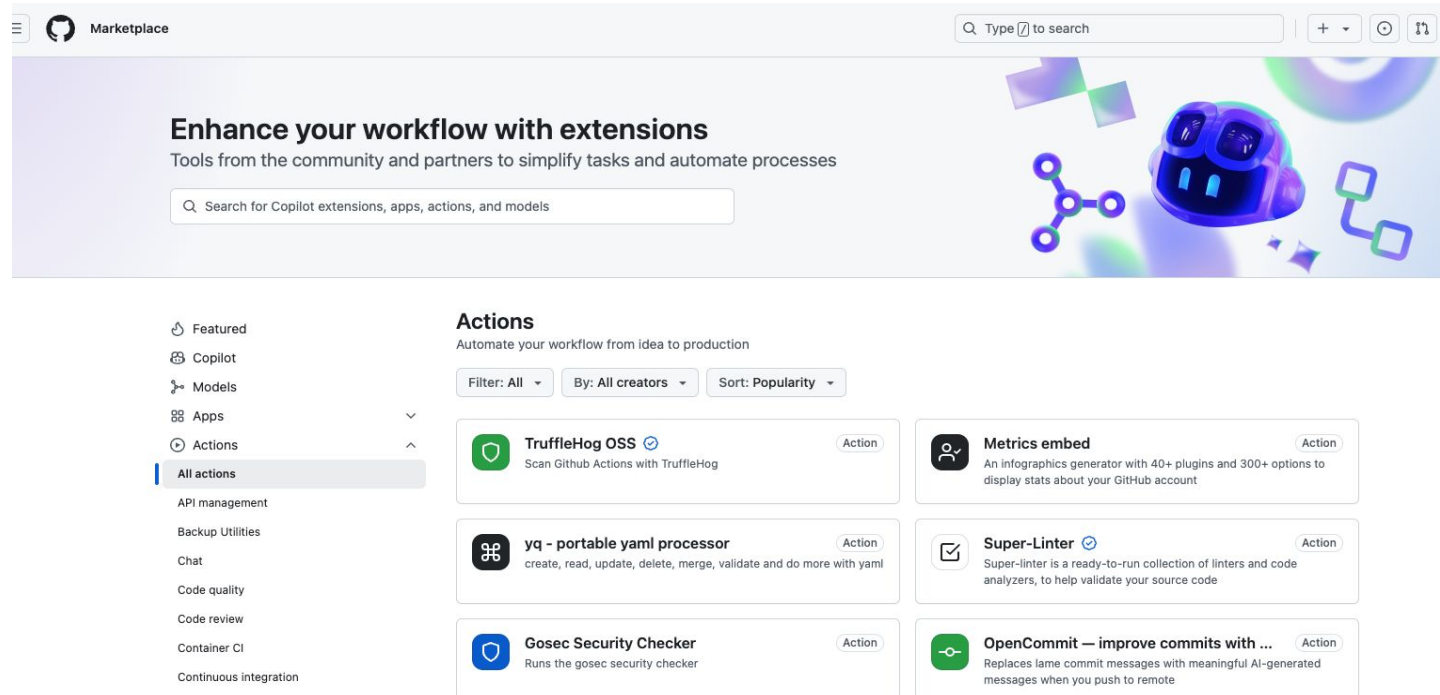 Marketplace
Type / to search
Enhance your workflow with extensions
Tools from the community and partners to simplify tasks and automate processes
Search for Copilot extensions, apps, actions, and models
Featured
Copilot
Models
Apps
Actions
All actions
API management
Backup Utilities
Chat
Code quality
Code review
Container CI
Continuous integration
Actions
Automate your workflow from idea to production
Filter: All
By: All creators
Sort: Popularity
TruffleHog OSS
Action
Scan Github Actions with TruffleHog
Metrics embed
Action
An infographics generator with 40+ plugins and 300+ options to
display stats about your GitHub account
yq - portable yaml processor
Action
create, read, update, delete, merge, validate and do more with yaml
Super-Linter
Action
Super-linter is a ready-to-run collection of linters and code
analyzers, to help validate your source code
Gosec Security Checker
Action
Runs the gosec security checker
OpenCommit — improve commits with ...
Action
Replaces lame commit messages with meaningful AI-generated
messages when you push to remote